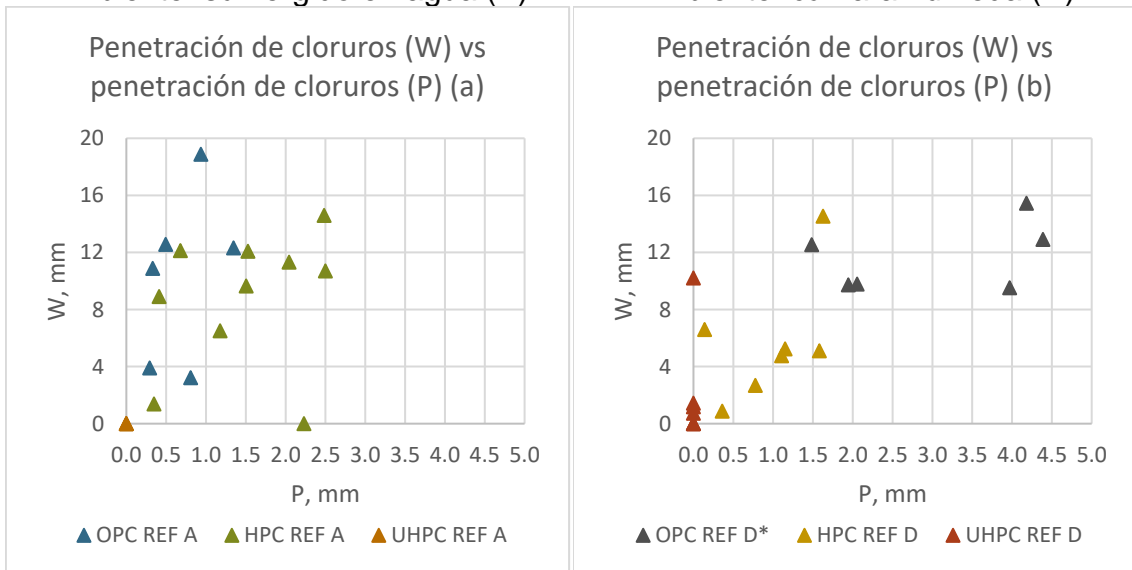 Penetración de cloruros (W) vs
penetración de cloruros (P) (a)
20
16
12
8
4
0
W, mm
0.0 0.5 1.0 1.5 2.0 2.5 3.0 3.5 4.0 4.5 5.0
P, mm
OPC REF A HPC REF A UHPC REF A
Penetración de cloruros (W) vs
penetración de cloruros (P) (b)
20
16
12
8
4
0
W, mm
0.0 0.5 1.0 1.5 2.0 2.5 3.0 3.5 4.0 4.5 5.0
P, mm
OPC REF D* HPC REF D UHPC REF D